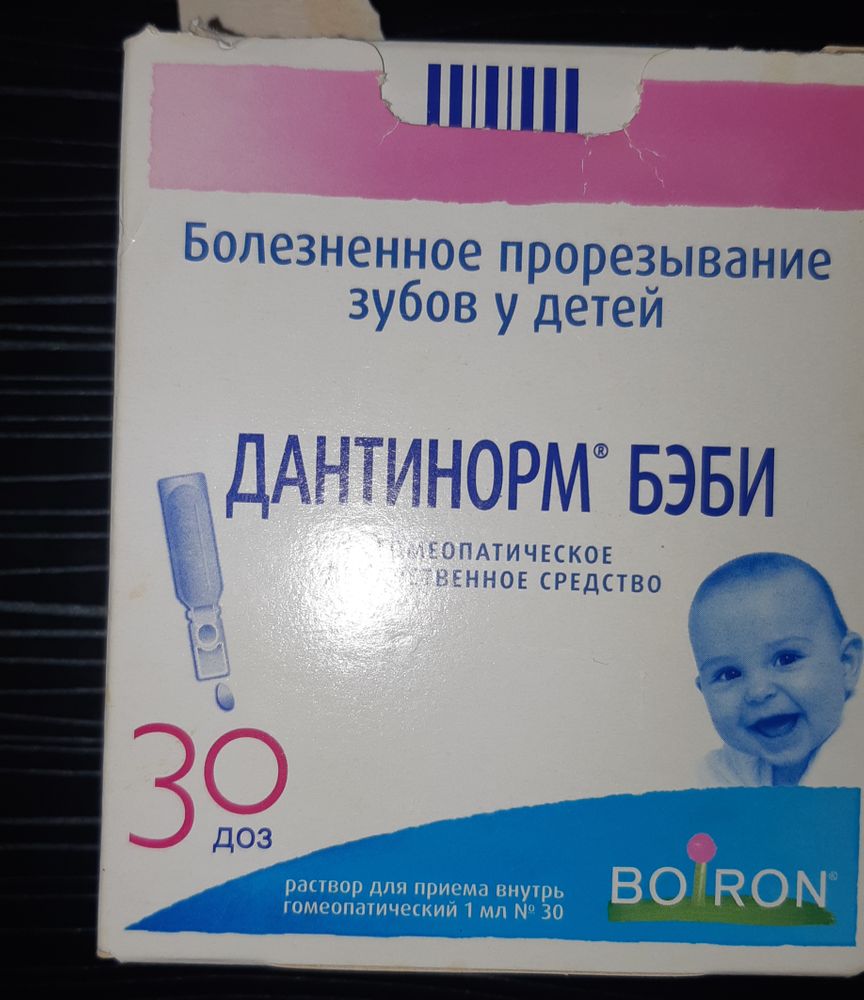 Болезненное прорезывание
зубов у детей
ДАНТИНОРМ® БЭБИ
ГОМЕОПАТИЧЕСКОЕ
СРЕДСТВО
30
ДОЗ
раствор для приема внутрь
гомеопатический 1 мл № 30
BOIRON®